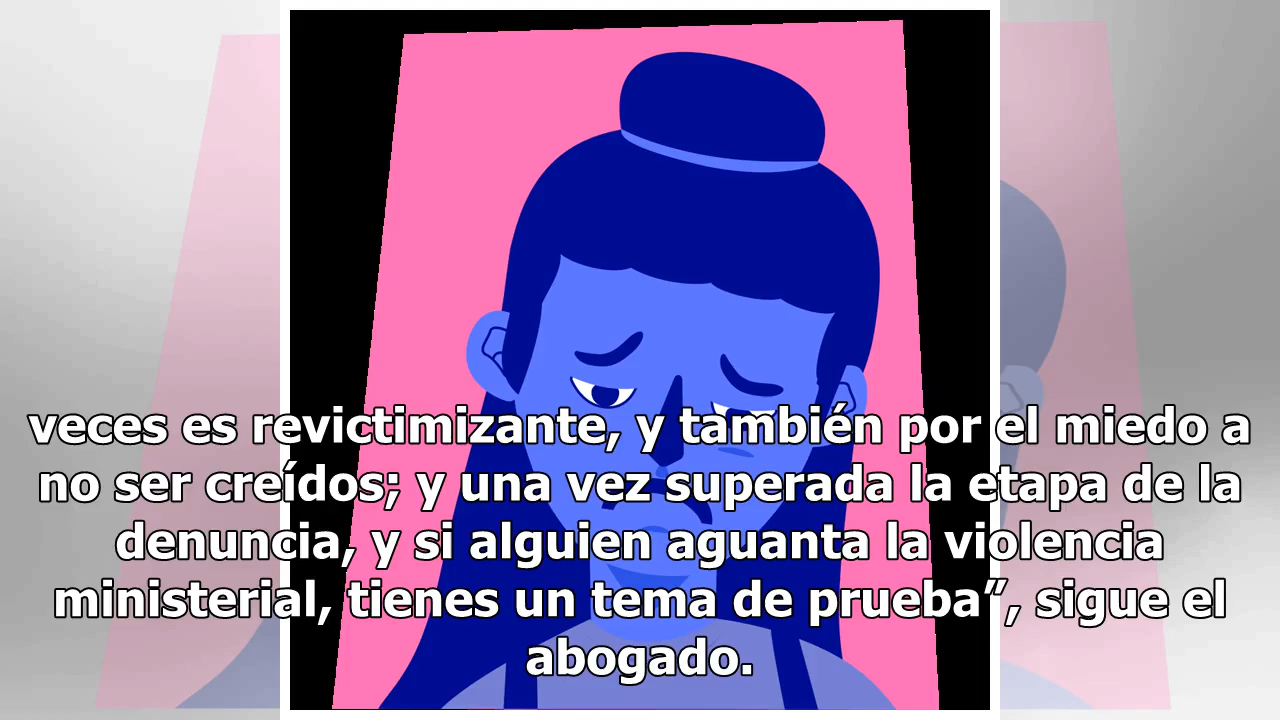 veces es revictimizante, y también por el miedo a
no ser creídos; y una vez superada la etapa de la
denuncia, y si alguien aguanta la violencia
ministerial, tienes un tema de prueba”, sigue el
abogado.